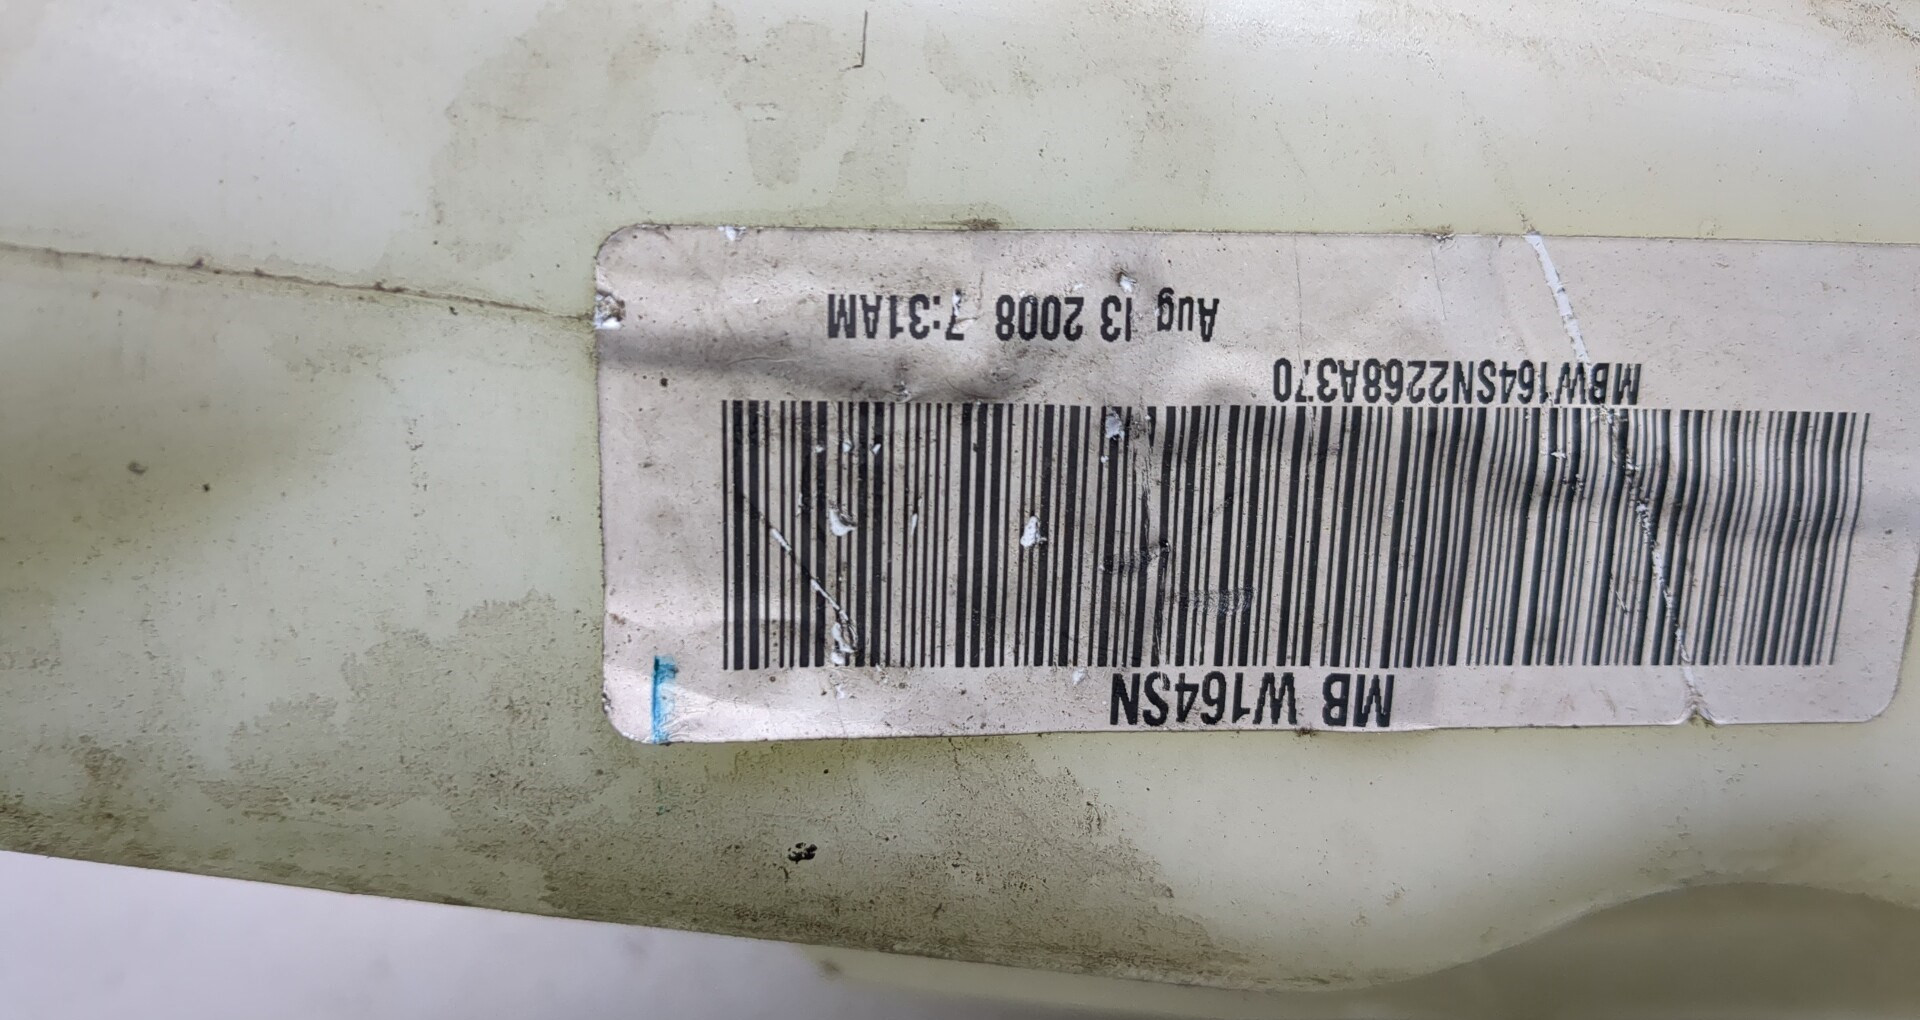 MB W164SN
MBW164SN2268A370
Aug 13 2008 7:31AM